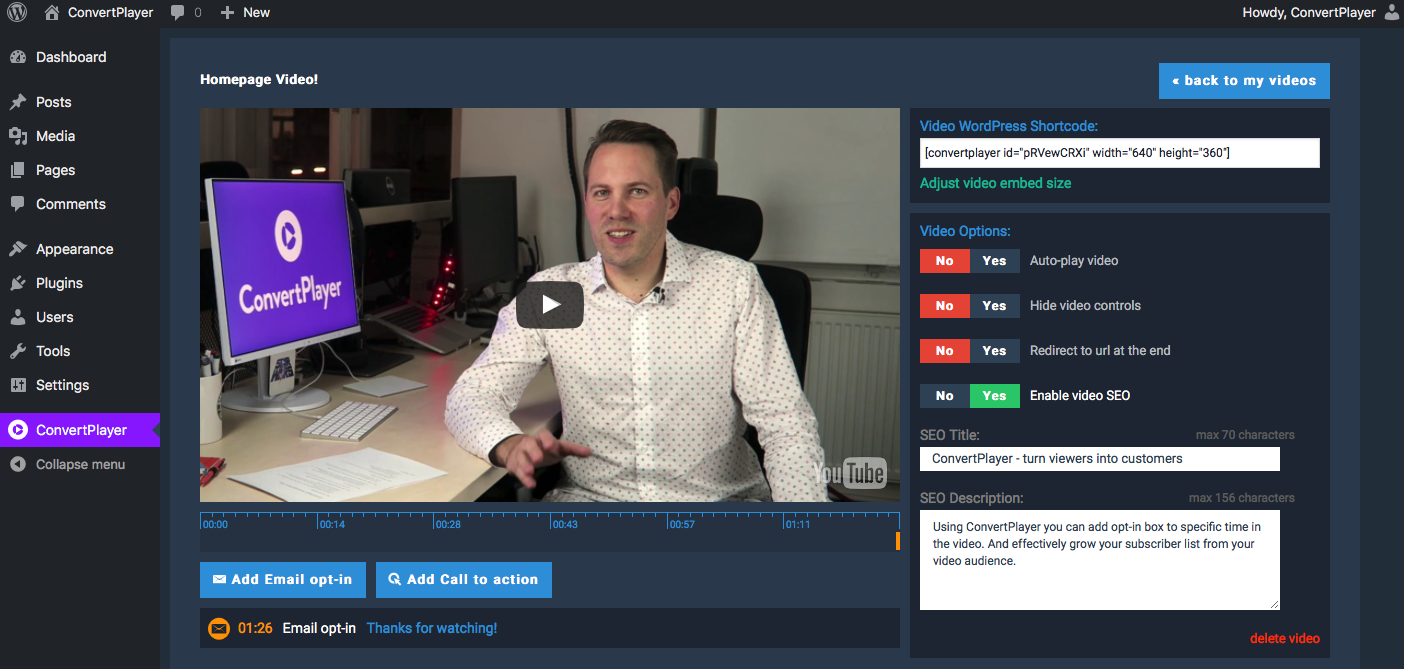 ConvertPlayer
0
New
Howdy, ConvertPlayer
Dashboard
Posts
Media
Pages
Comments
Appearance
Plugins
Users
Tools
Settings
ConvertPlayer
Collapse menu
Homepage Video!
« back to my videos
ConvertPlayer
YouTube
00:00
00:14
00:28
00:43
00:57
01:11
Add Email opt-in
Add Call to action
01:26 Email opt-in Thanks for watching!
Video WordPress Shortcode:
[convertplayer id="pRVewCRXi" width="640" height="360"]
Adjust video embed size
Video Options:
No Yes Auto-play video
No Yes Hide video controls
No Yes Redirect to url at the end
No Yes Enable video SEO
SEO Title: max 70 characters
ConvertPlayer - turn viewers into customers
SEO Description: max 156 characters
Using ConvertPlayer you can add opt-in box to specific time in
the video. And effectively grow your subscriber list from your
video audience.
delete video